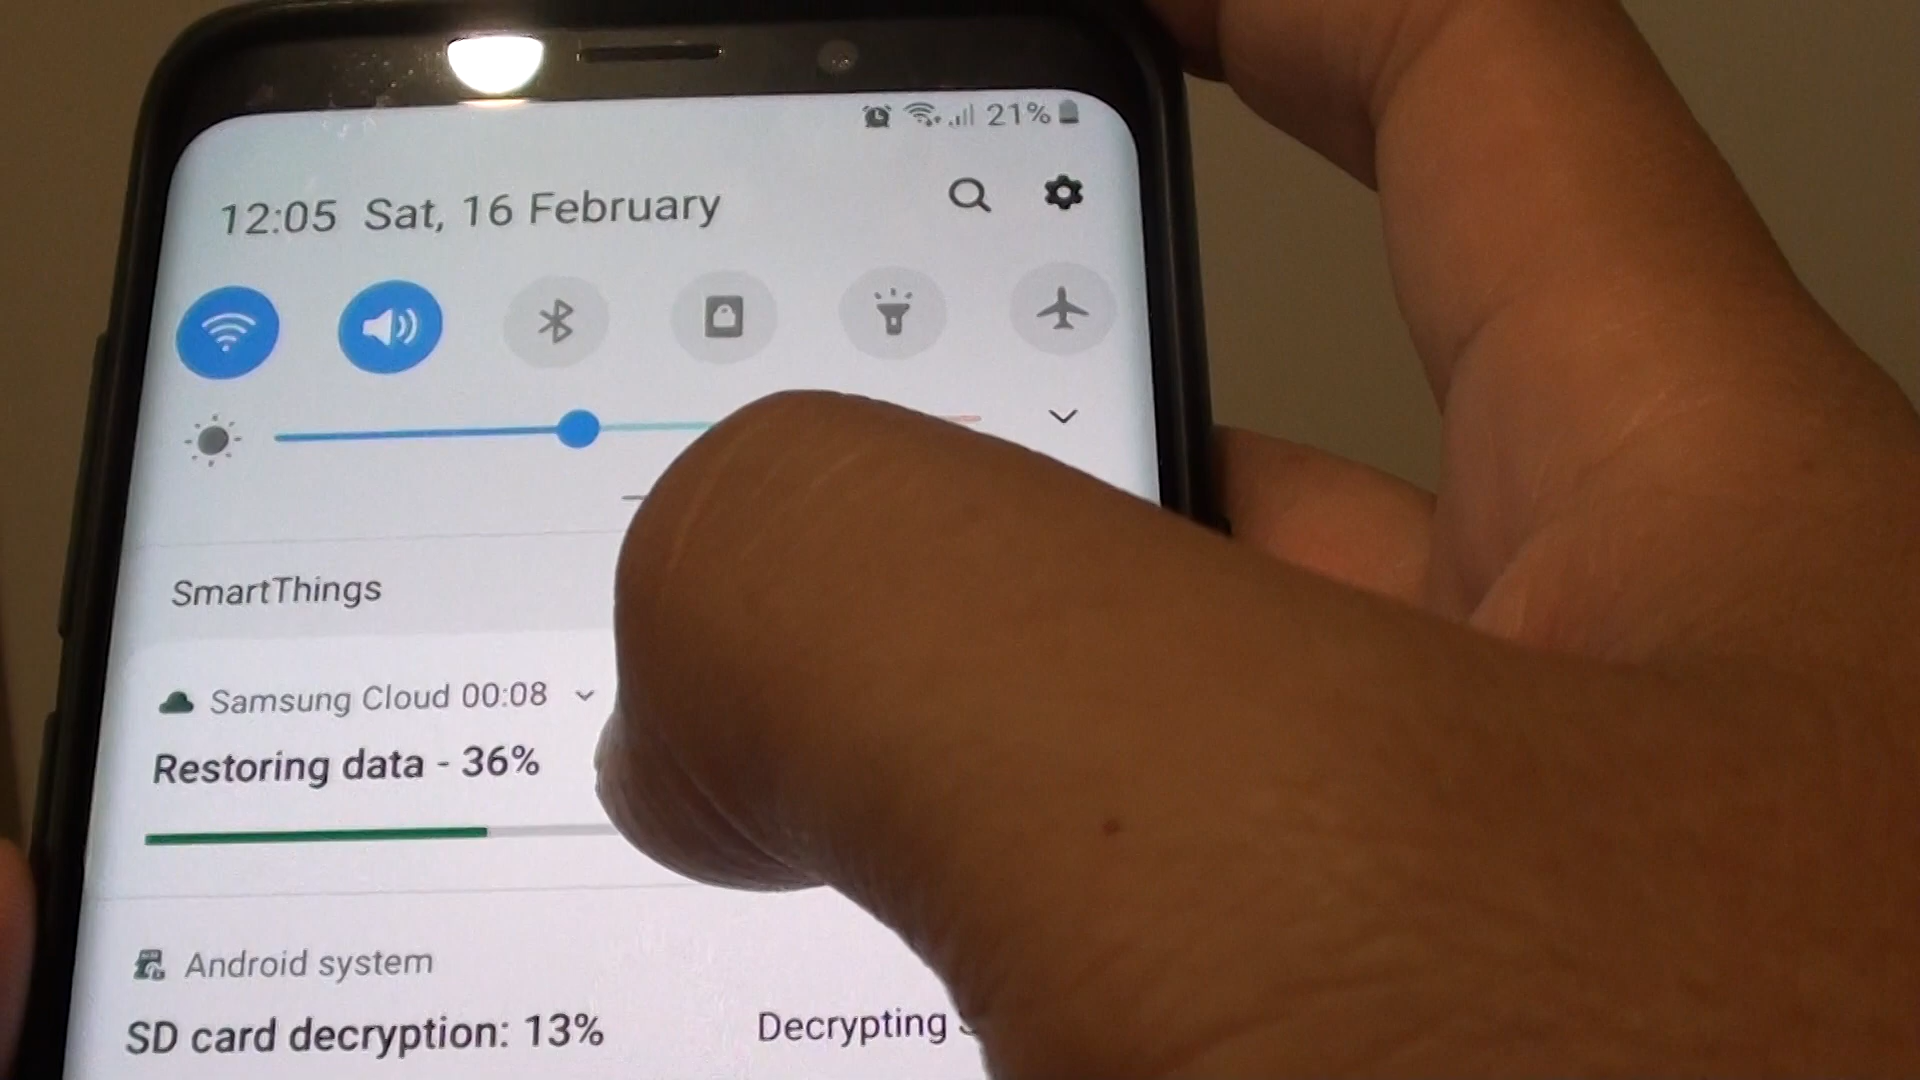 21%
12:05 Sat, 16 February
SmartThings
Samsung Cloud 00:08
Restoring data - 36%
Android system
SD card decryption: 13% Decrypting